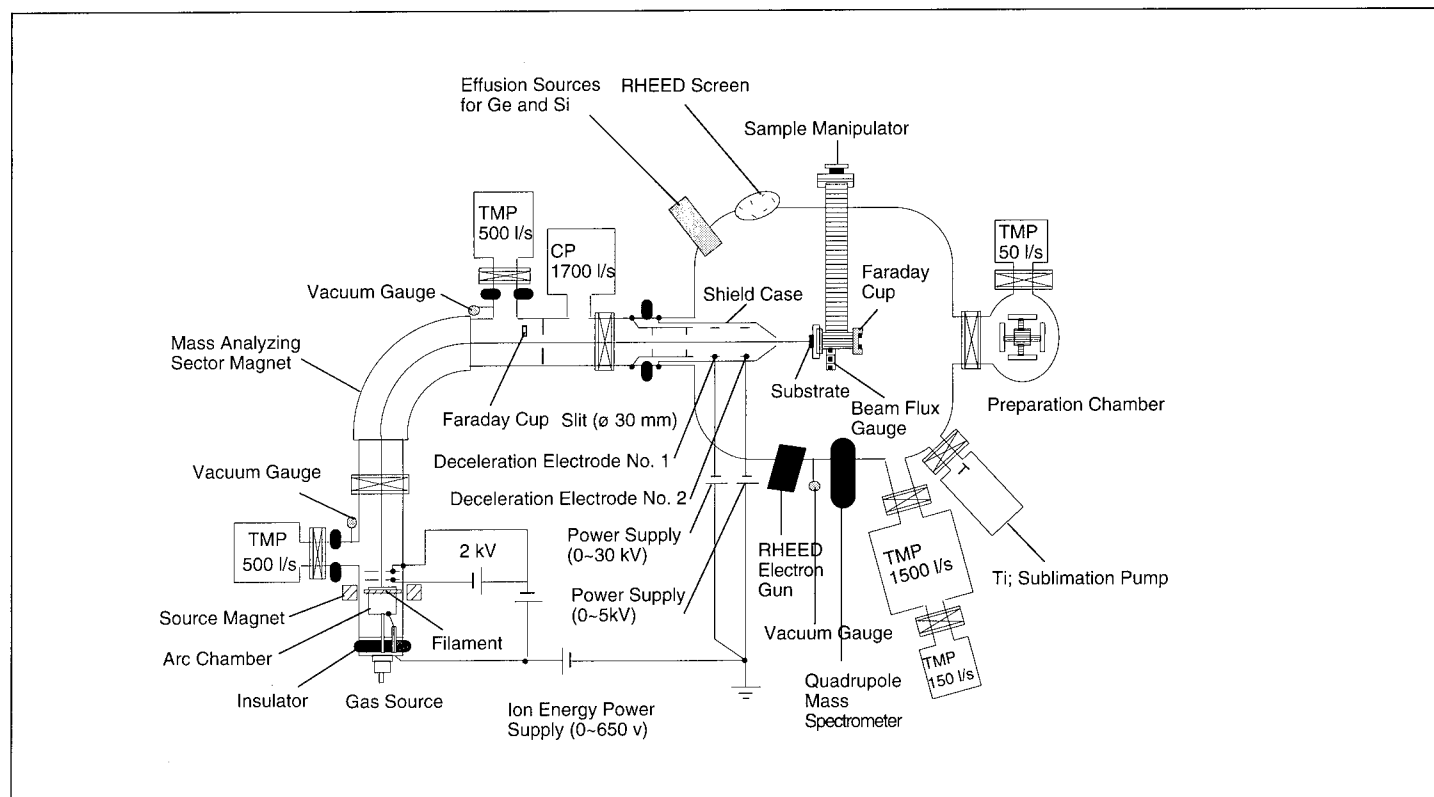 Effusion Sources
for Ge and Si
RHEED Screen
Sample Manipulator
TMP
500 l/s
CP
1700 l/s
TMP
50 l/s
Vacuum Gauge
Shield Case
Faraday
Cup
Mass Analyzing
Sector Magnet
Substrate
Beam Flux
Gauge
Preparation Chamber
Faraday Cup
Slit (ø 30 mm)
Deceleration Electrode No. 1
Vacuum Gauge
Deceleration Electrode No. 2
T
TMP
500 l/s
2 kV
Power Supply
(0~30 kV)
RHEED
Electron
Gun
TMP
1500 l/s
Ti; Sublimation Pump
Source Magnet
Power Supply
(0~5kV)
Filament
Vacuum Gauge
Arc Chamber
TMP
150 l/s
Insulator
Gas Source
Quadrupole
Mass
Spectrometer
Ion Energy Power
Supply (0~650 v)